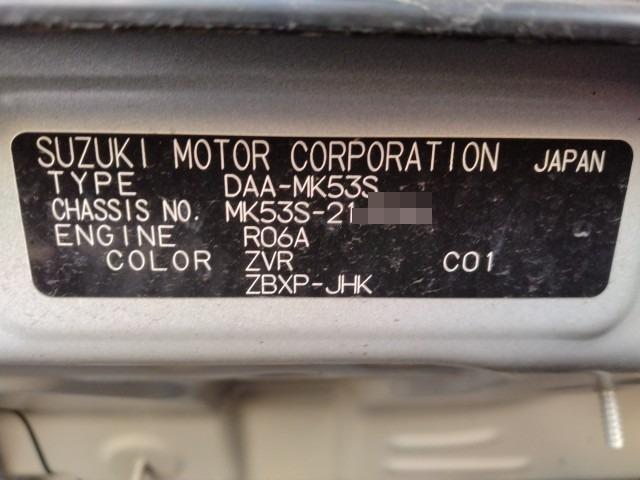 SUZUKI MOTOR CORPORATION JAPAN
TYPE DAA-MK53S
CHASSIS NO. MK53S-21
ENGINE R06A
COLOR ZVR C01
ZBXP-JHK